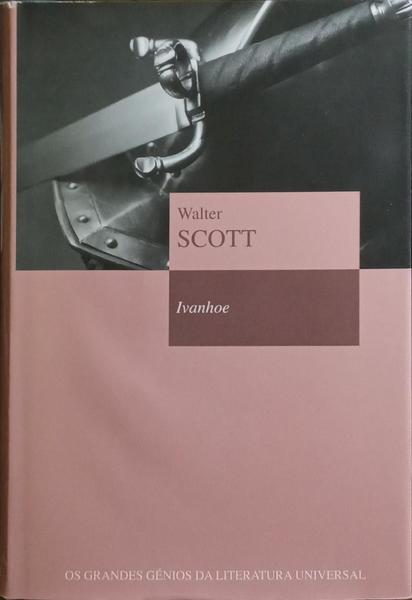 Walter
SCOTT
Ivanhoe
OS GRANDES GÉNIOS DA LITERATURA UNIVERSAL